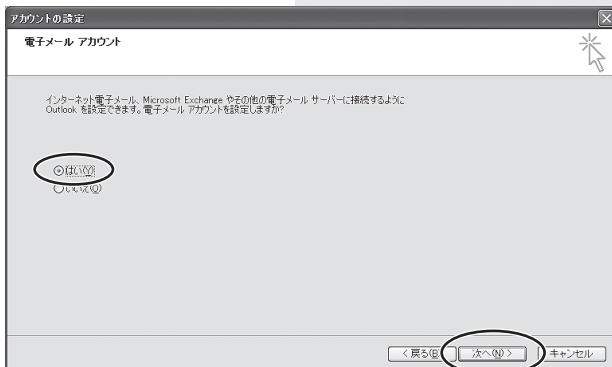 アカウントの設定
電子メール アカウント
インターネット電子メール、Microsoft Exchange やその他の電子メール サーバーに接続するように
Outlook を設定できます。電子メール アカウントを設定しますか?
はい(Y)
いいえ(O)
< 戻る(B) 次へ(N) > キャンセル